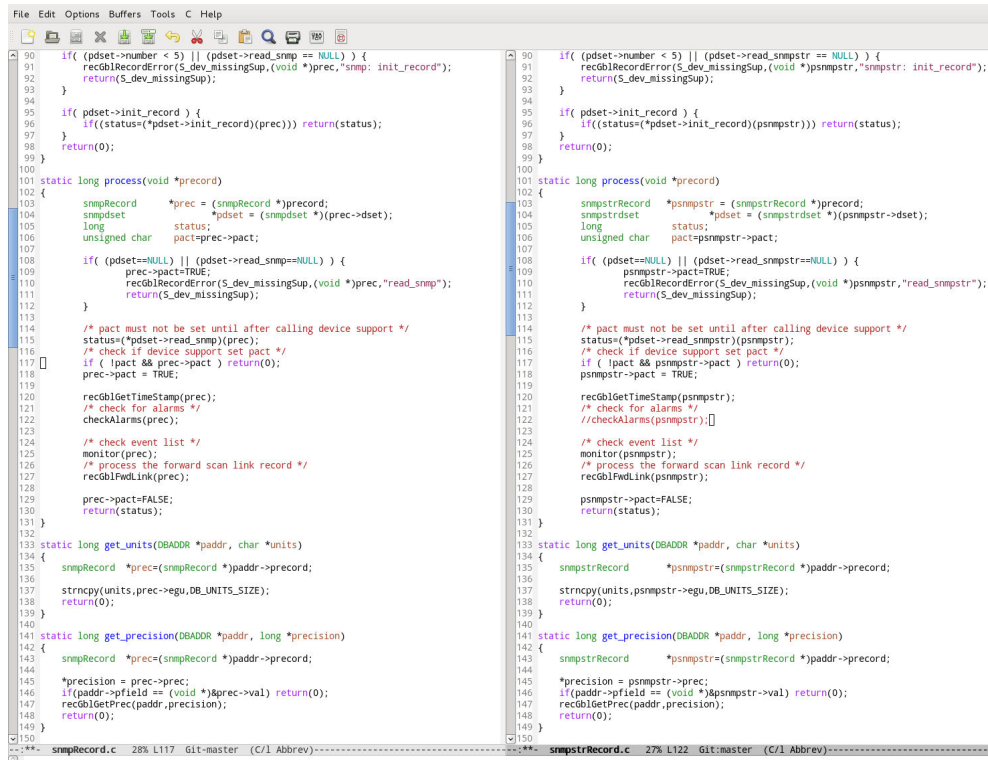 File Edit Options Buffers Tools C Help
90     if( (pdset->number < 5) || (pdset->read_snmp == NULL) ) {
91         recGblRecordError(S_dev_missingSup,(void *)prec,"snmp: init_record");
92         return(S_dev_missingSup);
93     }
94
95     if( pdset->init_record ) {
96         if((status=(*pdset->init_record)(prec))) return(status);
97     }
98     return(0);
99 }
100
101 static long process(void *precord)
102 {
103         snmpRecord      *prec = (snmpRecord *)precord;
104         snmpdset                *pdset = (snmpdset *)(prec->dset);
105         long            status;
106         unsigned char   pact=prec->pact;
107
108         if( (pdset==NULL) || (pdset->read_snmp==NULL) ) {
109                 prec->pact=TRUE;
110                 recGblRecordError(S_dev_missingSup,(void *)prec,"read_snmp");
111                 return(S_dev_missingSup);
112         }
113
114         /* pact must not be set until after calling device support */
115         status=(*pdset->read_snmp)(prec);
116         /* check if device support set pact */
117         if ( !pact && prec->pact ) return(0);
118         prec->pact = TRUE;
119
120         recGblGetTimeStamp(prec);
121         /* check for alarms */
122         checkAlarms(prec);
123
124         /* check event list */
125         monitor(prec);
126         /* process the forward scan link record */
127         recGblFwdLink(prec);
128
129         prec->pact=FALSE;
130         return(status);
131 }
132
133 static long get_units(DBADDR *paddr, char *units)
134 {
135     snmpRecord  *prec=(snmpRecord *)paddr->precord;
136
137     strncpy(units,prec->egu,DB_UNITS_SIZE);
138     return(0);
139 }
140
141 static long get_precision(DBADDR *paddr, long *precision)
142 {
143     snmpRecord  *prec=(snmpRecord *)paddr->precord;
144
145     *precision = prec->prec;
146     if(paddr->pfield == (void *)&prec->val) return(0);
147     recGblGetPrec(paddr,precision);
148     return(0);
149 }
150
--:**-  snmpRecord.c   28% L117  Git-master  (C/l Abbrev)
90     if( (pdset->number < 5) || (pdset->read_snmpstr == NULL) ) {
91         recGblRecordError(S_dev_missingSup,(void *)psnmpstr,"snmpstr: init_record");
92         return(S_dev_missingSup);
93     }
94
95     if( pdset->init_record ) {
96         if((status=(*pdset->init_record)(psnmpstr))) return(status);
97     }
98     return(0);
99 }
100
101 static long process(void *precord)
102 {
103         snmpstrRecord   *psnmpstr = (snmpstrRecord *)precord;
104         snmpstrdset             *pdset = (snmpstrdset *)(psnmpstr->dset);
105         long            status;
106         unsigned char   pact=psnmpstr->pact;
107
108         if( (pdset==NULL) || (pdset->read_snmpstr==NULL) ) {
109                 psnmpstr->pact=TRUE;
110                 recGblRecordError(S_dev_missingSup,(void *)psnmpstr,"read_snmpstr");
111                 return(S_dev_missingSup);
112         }
113
114         /* pact must not be set until after calling device support */
115         status=(*pdset->read_snmpstr)(psnmpstr);
116         /* check if device support set pact */
117         if ( !pact && psnmpstr->pact ) return(0);
118         psnmpstr->pact = TRUE;
119
120         recGblGetTimeStamp(psnmpstr);
121         /* check for alarms */
122         //checkAlarms(psnmpstr);
123
124         /* check event list */
125         monitor(psnmpstr);
126         /* process the forward scan link record */
127         recGblFwdLink(psnmpstr);
128
129         psnmpstr->pact=FALSE;
130         return(status);
131 }
132
133 static long get_units(DBADDR *paddr, char *units)
134 {
135     snmpstrRecord       *psnmpstr=(snmpstrRecord *)paddr->precord;
136
137     strncpy(units,psnmpstr->egu,DB_UNITS_SIZE);
138     return(0);
139 }
140
141 static long get_precision(DBADDR *paddr, long *precision)
142 {
143     snmpstrRecord       *psnmpstr=(snmpstrRecord *)paddr->precord;
144
145     *precision = psnmpstr->prec;
146     if(paddr->pfield == (void *)&psnmpstr->val) return(0);
147     recGblGetPrec(paddr,precision);
148     return(0);
149 }
150
--:**-  snmpstrRecord.c   27% L122  Git:master  (C/l Abbrev)